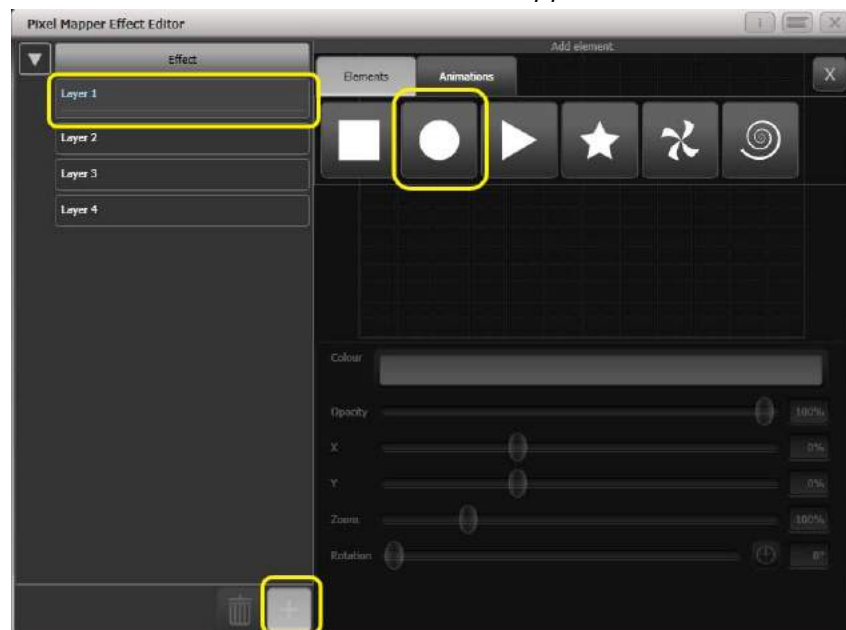 Pixel Mapper Effect Editor
Add element
Effect
Elements Animations X
Layer 1
Layer 2
Layer 3
Layer 4
Colour
Opacity 100%
X 0%
Y 0%
Zoom 100%
Rotation 0°